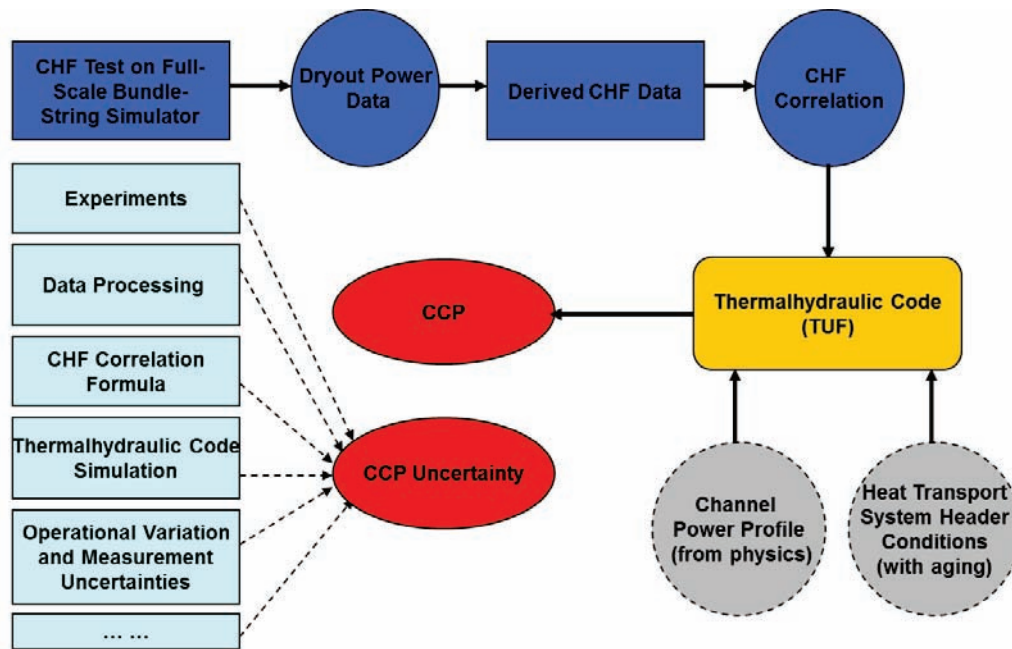 CHF Test on Full-
Scale Bundle-
String Simulator
Dryout Power
Data
Derived CHF Data
CHF
Correlation
Experiments
Data Processing
CHF Correlation
Formula
Thermalhydraulic Code
Simulation
Operational Variation
and Measurement
Uncertainties
... ...
CCP
CCP Uncertainty
Thermalhydraulic Code
(TUF)
Channel
Power Profile
(from physics)
Heat Transport
System Header
Conditions
(with aging)